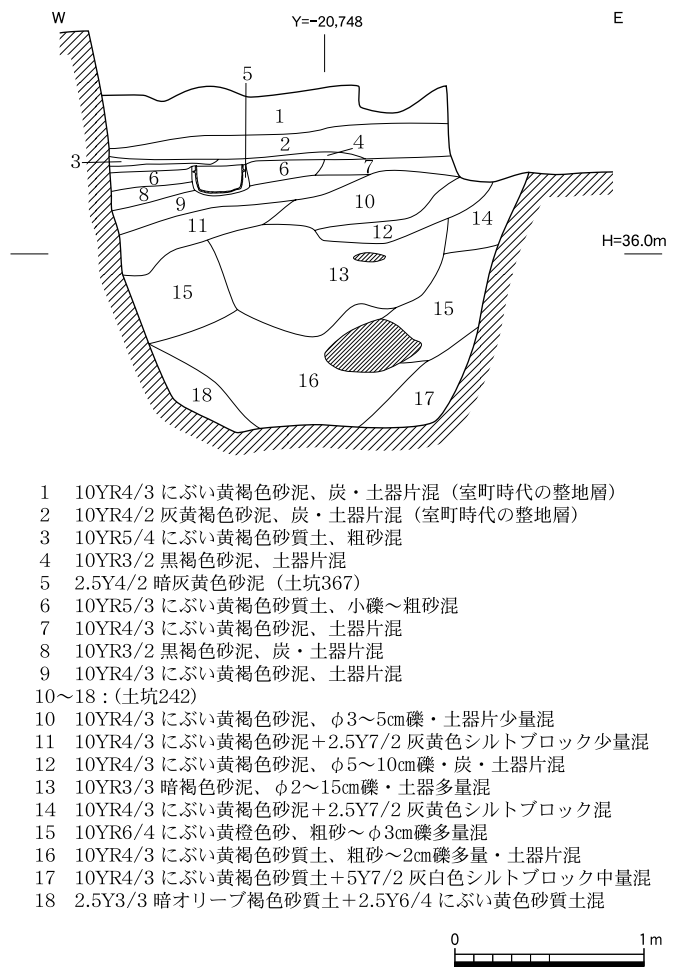 W
Y=−20,748
E
5
1
2
4
3
6
6
7
8
9
10
11
12
14
H=36.0m
13
15
15
16
18
17
1 10YR4/3 にぶい黄褐色砂泥、炭・土器片混（室町時代の整地層）
2 10YR4/2 灰黄褐色砂泥、炭・土器片混（室町時代の整地層）
3 10YR5/4 にぶい黄褐色砂質土、粗砂混
4 10YR3/2 黒褐色砂泥、土器片混
5 2.5Y4/2 暗灰黄色砂泥（土坑367）
6 10YR5/3 にぶい黄褐色砂質土、小礫〜粗砂混
7 10YR4/3 にぶい黄褐色砂泥、土器片混
8 10YR3/2 黒褐色砂泥、炭・土器片混
9 10YR4/3 にぶい黄褐色砂泥、土器片混
10〜18：(土坑242)
10 10YR4/3 にぶい黄褐色砂泥、φ3〜5㎝礫・土器片少量混
11 10YR4/3 にぶい黄褐色砂泥＋2.5Y7/2 灰黄色シルトブロック少量混
12 10YR4/3 にぶい黄褐色砂泥、φ5〜10㎝礫・炭・土器片混
13 10YR3/3 暗褐色砂泥、φ2〜15㎝礫・土器多量混
14 10YR4/3 にぶい黄褐色砂泥＋2.5Y7/2 灰黄色シルトブロック混
15 10YR6/4 にぶい黄橙色砂、粗砂〜φ3㎝礫多量混
16 10YR4/3 にぶい黄褐色砂質土、粗砂〜2㎝礫多量・土器片混
17 10YR4/3 にぶい黄褐色砂質土＋5Y7/2 灰白色シルトブロック中量混
18 2.5Y3/3 暗オリーブ褐色砂質土＋2.5Y6/4 にぶい黄色砂質土混
0 1m